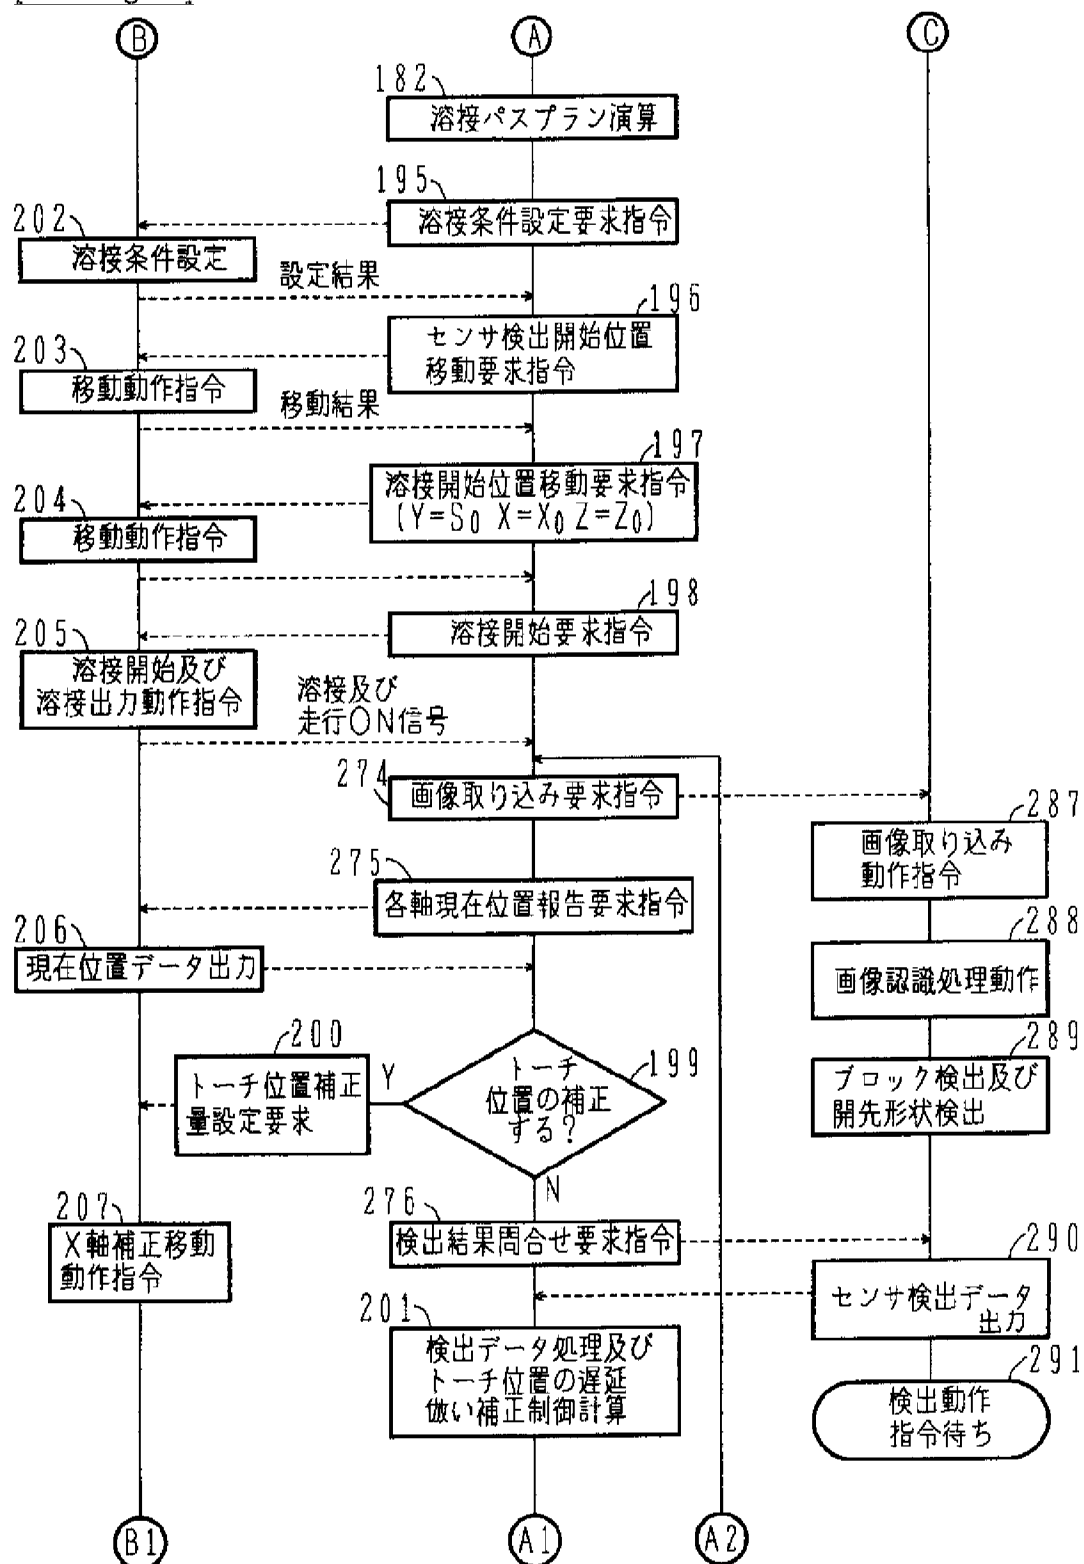 B
A
C
182
溶接パスプラン演算
195
溶接条件設定要求指令
202
溶接条件設定
設定結果
196
センサ検出開始位置
移動要求指令
203
移動動作指令
移動結果
197
溶接開始位置移動要求指令
(Y=S0 X=X0 Z=Z0)
204
移動動作指令
198
溶接開始要求指令
205
溶接開始及び
溶接出力動作指令
溶接及び
走行ON信号
274
画像取り込み要求指令
287
画像取り込み
動作指令
275
各軸現在位置報告要求指令
206
現在位置データ出力
288
画像認識処理動作
200
トーチ位置補正
量設定要求
Y
199
トーチ
位置の補正
する?
N
289
ブロック検出及び
開先形状検出
207
X軸補正移動
動作指令
276
検出結果問合せ要求指令
290
センサ検出データ
出力
201
検出データ処理及び
トーチ位置の遅延
倣い補正制御計算
291
検出動作
指令待ち
B1
A1
A2